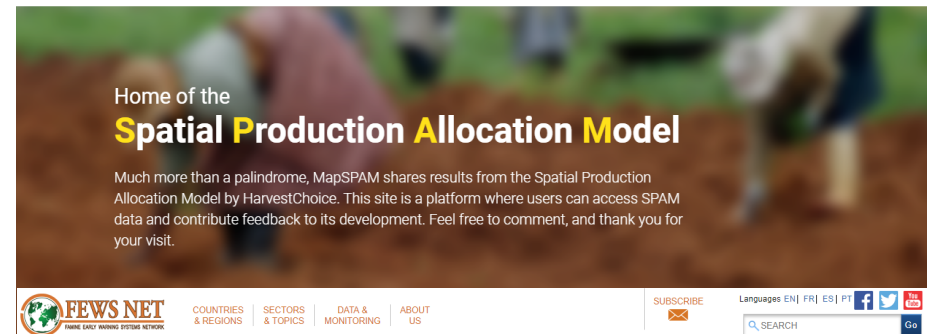 Home of the
Spatial Production Allocation Model
Much more than a palindrome, MapSPAM shares results from the Spatial Production
Allocation Model by HarvestChoice. This site is a platform where users can access SPAM
data and contribute feedback to its development. Feel free to comment, and thank you for
your visit.
FEWS NET
FAMINE EARLY WARNING SYSTEMS NETWORK
COUNTRIES
& REGIONS
SECTORS
& TOPICS
DATA &
MONITORING
ABOUT
US
SUBSCRIBE
Languages EN| FR| ES| PT
f
You
Tube
SEARCH
Go